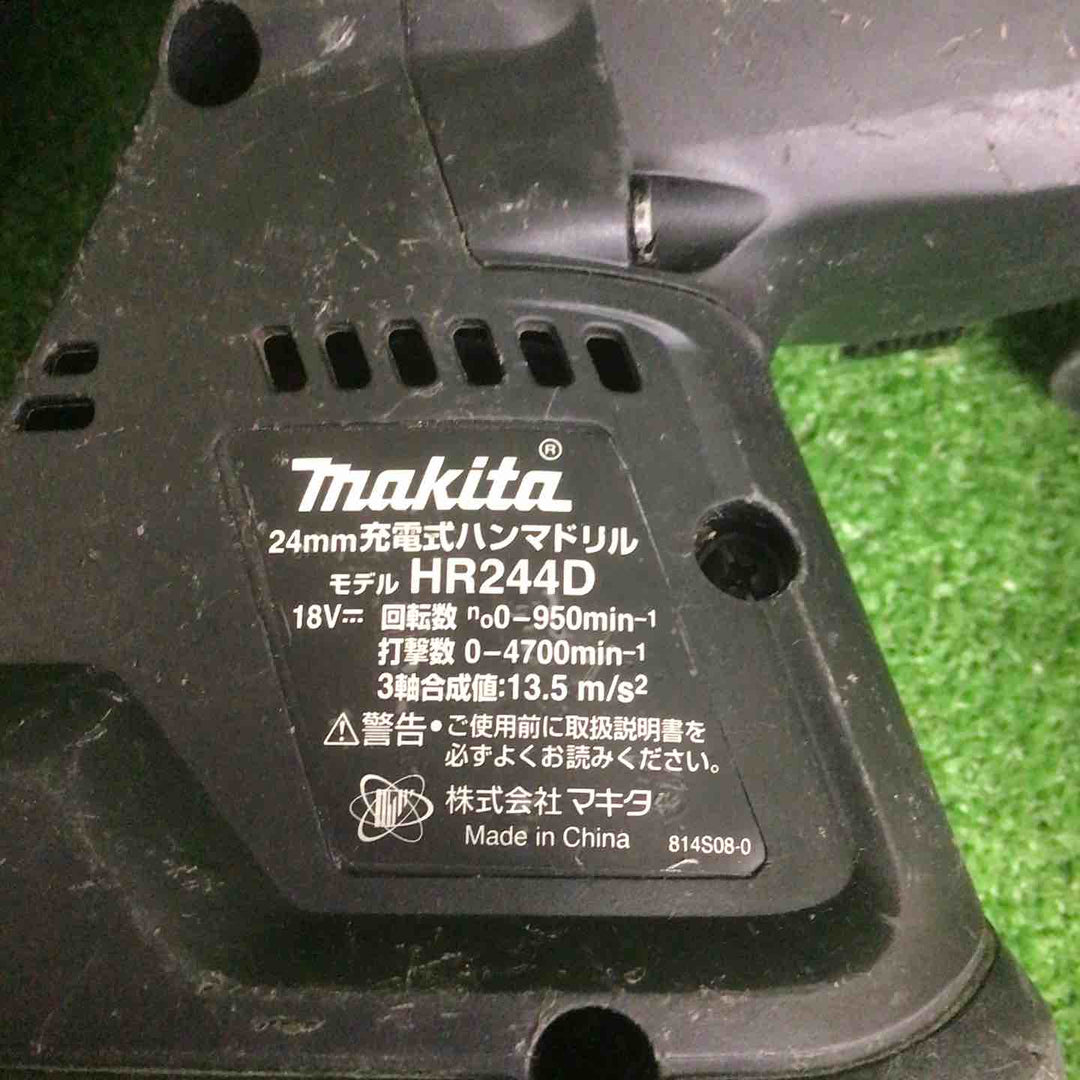 makita®
24mm充電式ハンマドリル
モデル HR244D
18V⎓ 回転数 n₀0-950min⁻¹
打撃数 0-4700min⁻¹
3軸合成値:13.5 m/s²
⚠警告・ご使用前に取扱説明書を
必ずよくお読みください。
株式会社 マキタ
Made in China 814S08-0